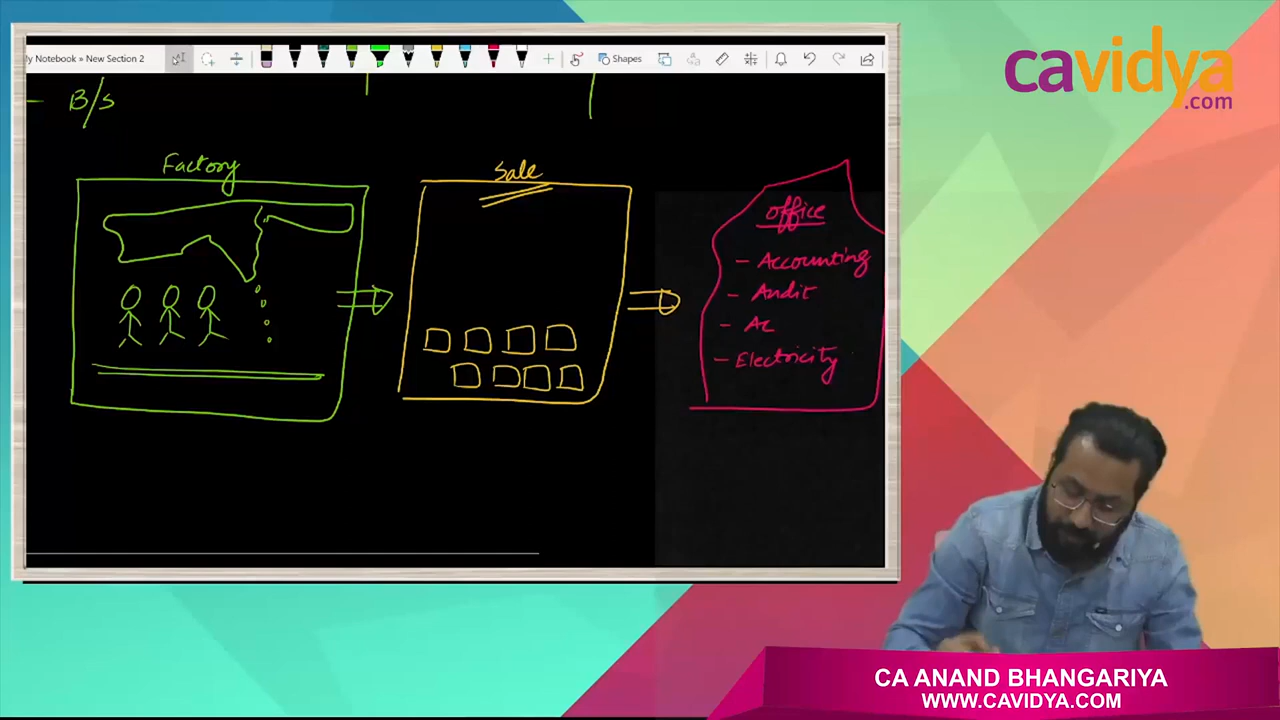 y Notebook » New Section 2
Shapes
cavidya
.com
B/S
Factory
Sale
office
- Accounting
- Audit
- AC
- Electricity
CA ANAND BHANGARIYA
WWW.CAVIDYA.COM